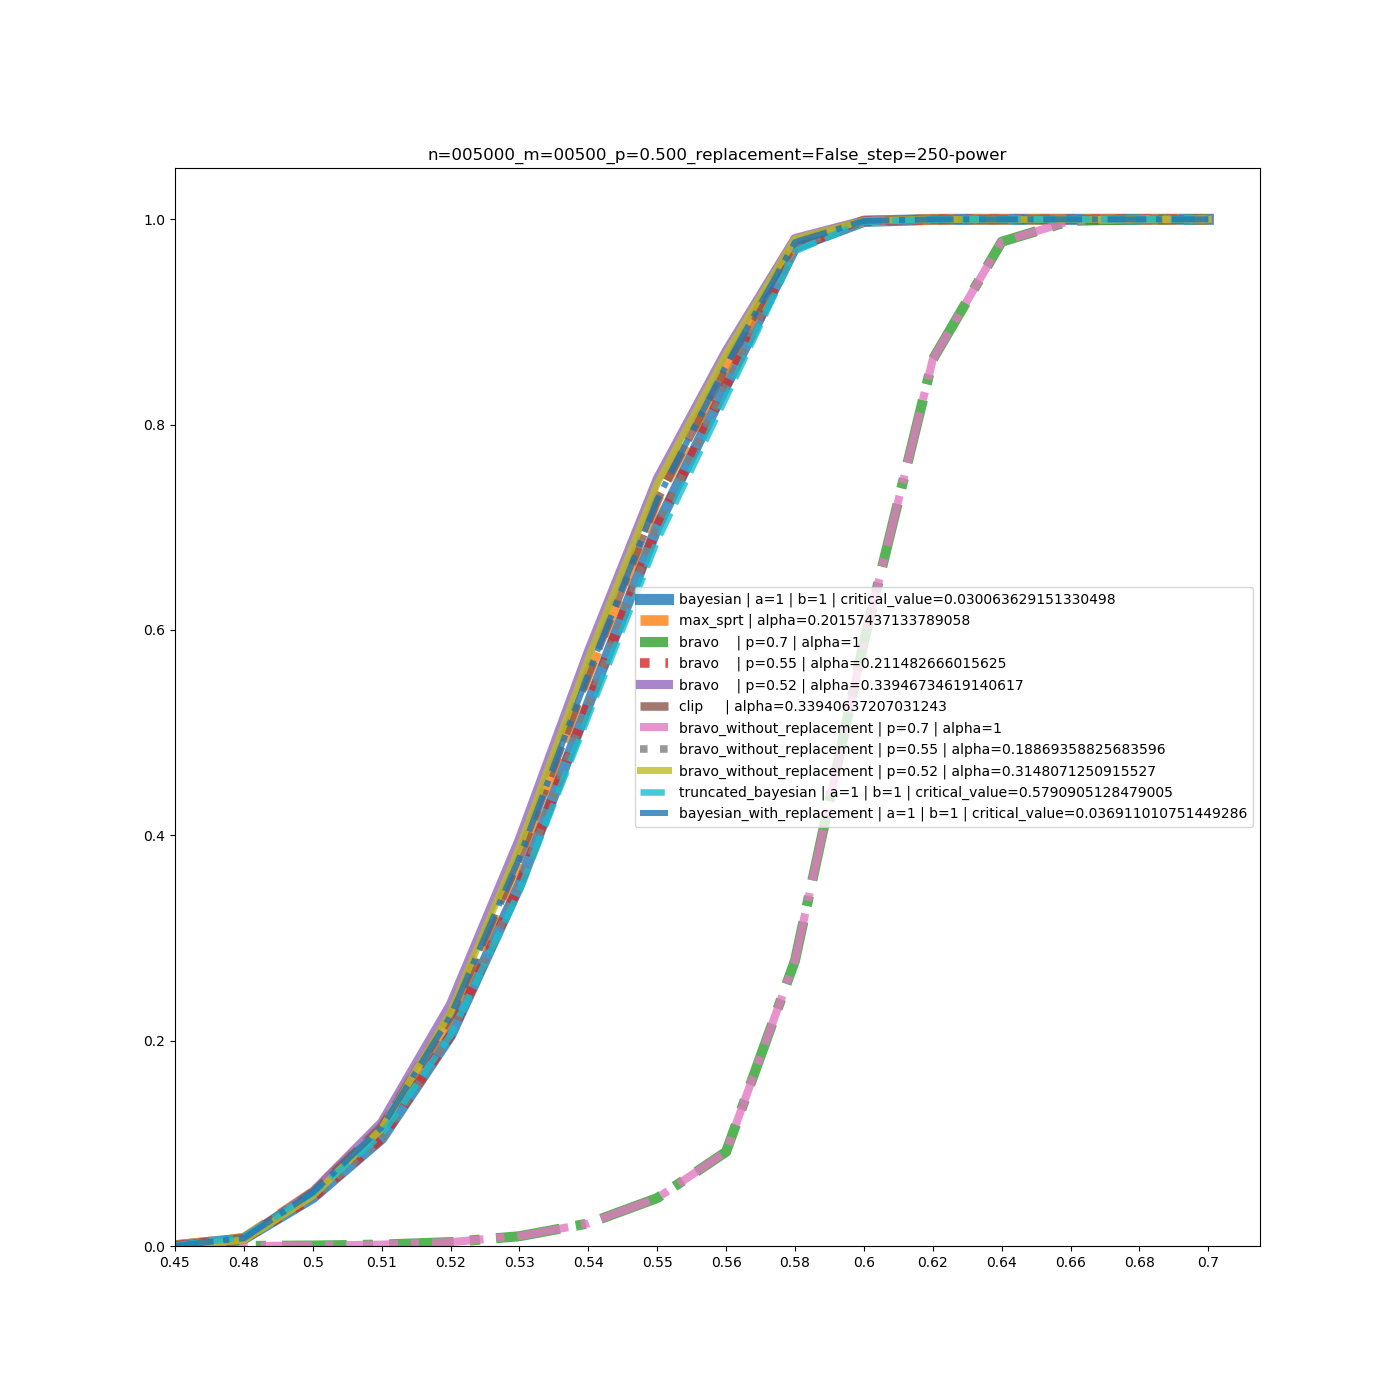 n=005000_m=00500_p=0.500_replacement=False_step=250-power
1.0
0.8
0.6
0.4
0.2
0.0
bayesian | a=1 | b=1 | critical_value=0.030063629151330498
max_sprt | alpha=0.20157437133789058
bravo | p=0.7 | alpha=1
bravo | p=0.55 | alpha=0.211482666015625
bravo | p=0.52 | alpha=0.33946734619140617
clip | alpha=0.33940637207031243
bravo_without_replacement | p=0.7 | alpha=1
bravo_without_replacement | p=0.55 | alpha=0.18869358825683596
bravo_without_replacement | p=0.52 | alpha=0.3148071250915527
truncated_bayesian | a=1 | b=1 | critical_value=0.5790905128479005
bayesian_with_replacement | a=1 | b=1 | critical_value=0.036911010751449286
0.45 0.48 0.5 0.51 0.52 0.53 0.54 0.55 0.56 0.58 0.6 0.62 0.64 0.66 0.68 0.7